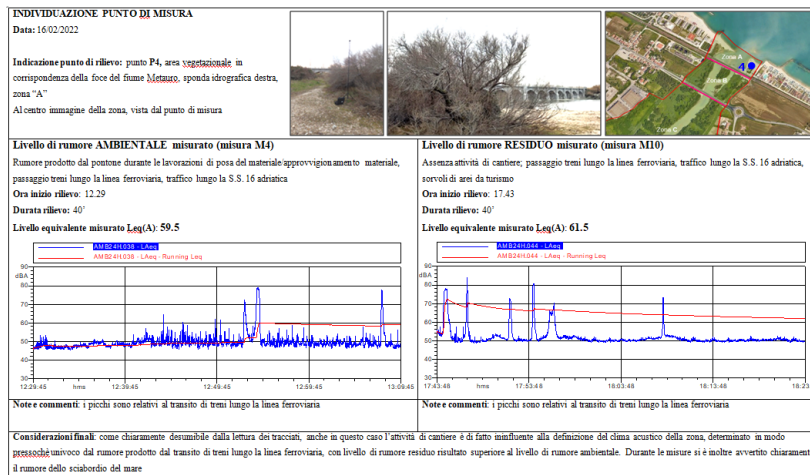 INDIVIDUAZIONE PUNTO DI MISURA
Data: 16/02/2022
Indicazione punto di rilievo: punto P4, area vegetazionale in
corrispondenza della foce del fiume Metauro, sponda idrografica destra,
zona "A"
Al centro immagine della zona, vista dal punto di misura
Zona A
4
Zona B
Zona C
Livello di rumore AMBIENTALE misurato (misura M4)
Rumore prodotto dal pontone durante le lavorazioni di posa del materiale/approvvigionamento materiale,
passaggio treni lungo la linea ferroviaria, traffico lungo la S.S. 16 adriatica
Ora inizio rilievo: 12.29
Durata rilievo: 40'
Livello equivalente misurato Leq(A): 59.5
AMB24H.038 - LAeq
AMB24H.038 - LAeq - Running Leq
90
dBA
80
70
60
50
40
30
12:29:45 hms 12:39:45 12:49:45 12:59:45 13:09:45
Note e commenti: i picchi sono relativi al transito di treni lungo la linea ferroviaria
Livello di rumore RESIDUO misurato (misura M10)
Assenza attività di cantiere; passaggio treni lungo la linea ferroviaria, traffico lungo la S.S. 16 adriatica,
sorvoli di arei da turismo
Ora inizio rilievo: 17.43
Durata rilievo: 40'
Livello equivalente misurato Leq(A): 61.5
AMB24H.044 - LAeq
AMB24H.044 - LAeq - Running Leq
90
dBA
80
70
60
50
40
30
17:43:48 hms 17:53:48 18:03:48 18:13:48 18:23
Note e commenti: i picchi sono relativi al transito di treni lungo la linea ferroviaria
Considerazioni finali: come chiaramente desumibile dalla lettura dei tracciati, anche in questo caso l'attività di cantiere è di fatto ininfluente alla definizione del clima acustico della zona, determinato in modo
pressochè univoco dal rumore prodotto dal transito di treni lungo la linea ferroviaria, con livello di rumore residuo risultato superiore al livello di rumore ambientale. Durante le misure si è inoltre avvertito chiarament
il rumore dello sciabordio del mare